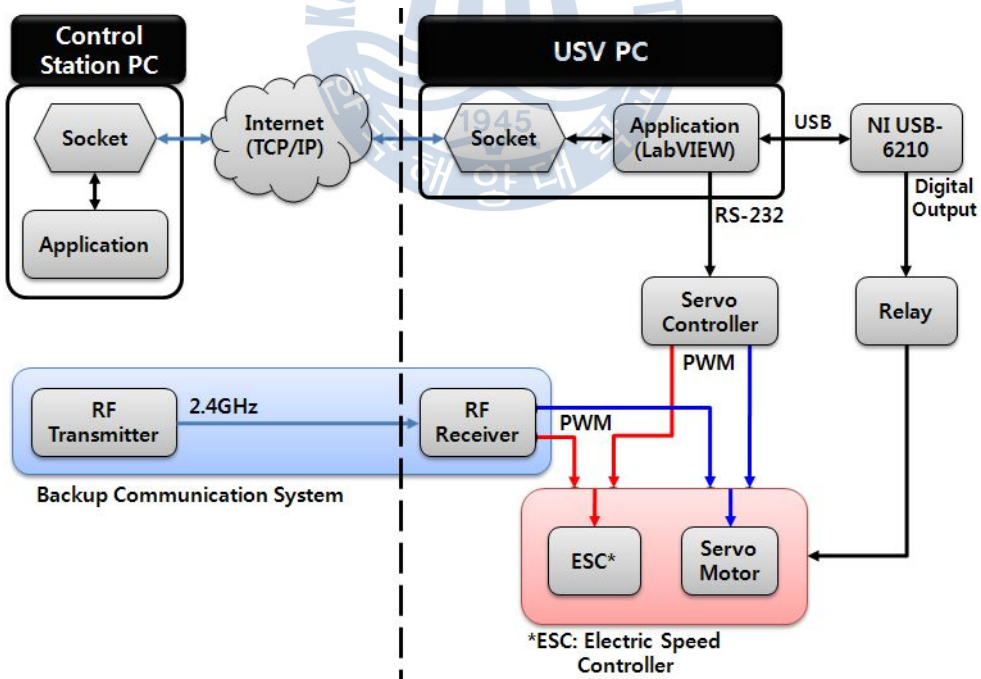 Control
Station PC
USV PC
Socket
Internet
(TCP/IP)
1945
Socket
Application
(LabVIEW)
USB
NI USB-
6210
Application
RS-232
Digital
Output
Servo
Controller
Relay
PWM
RF
Transmitter
2.4GHz
RF
Receiver
PWM
Backup Communication System
ESC*
Servo
Motor
*ESC: Electric Speed
Controller